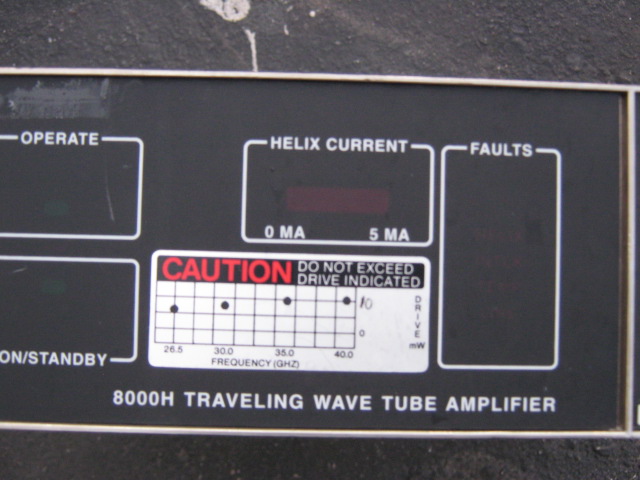 OPERATE
HELIX CURRENT
0 MA 5 MA
FAULTS
CAUTION DO NOT EXCEED
DRIVE INDICATED
10
0
DRIVE
mW
26.5 30.0 35.0 40.0
FREQUENCY (GHZ)
ON/STANDBY
8000H TRAVELING WAVE TUBE AMPLIFIER